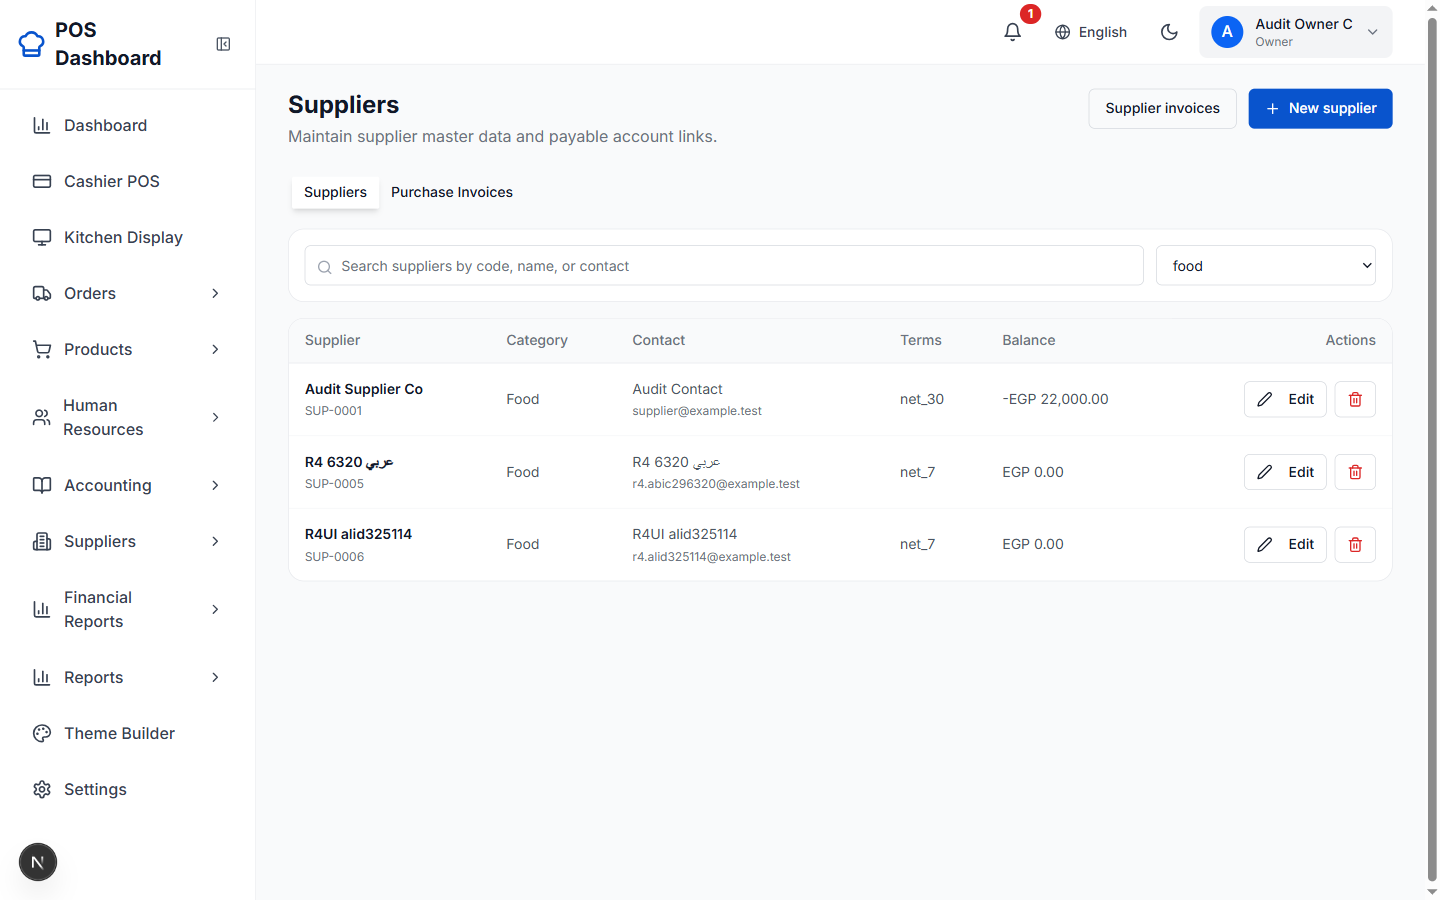 POS
Dashboard
Dashboard
Cashier POS
Kitchen Display
Orders
Products
Human
Resources
Accounting
Suppliers
Financial
Reports
Reports
Theme Builder
Settings
N
1
English
A
Audit Owner C
Owner
Suppliers
Maintain supplier master data and payable account links.
Supplier invoices
New supplier
Suppliers
Purchase Invoices
Search suppliers by code, name, or contact
food
Supplier Category Contact Terms Balance Actions
Audit Supplier Co
SUP-0001
Food
Audit Contact
supplier@example.test
net_30
-EGP 22,000.00
Edit
R4 6320 عربي
SUP-0005
Food
R4 6320 عربي
r4.abic296320@example.test
net_7
EGP 0.00
Edit
R4UI alid325114
SUP-0006
Food
R4UI alid325114
r4.alid325114@example.test
net_7
EGP 0.00
Edit